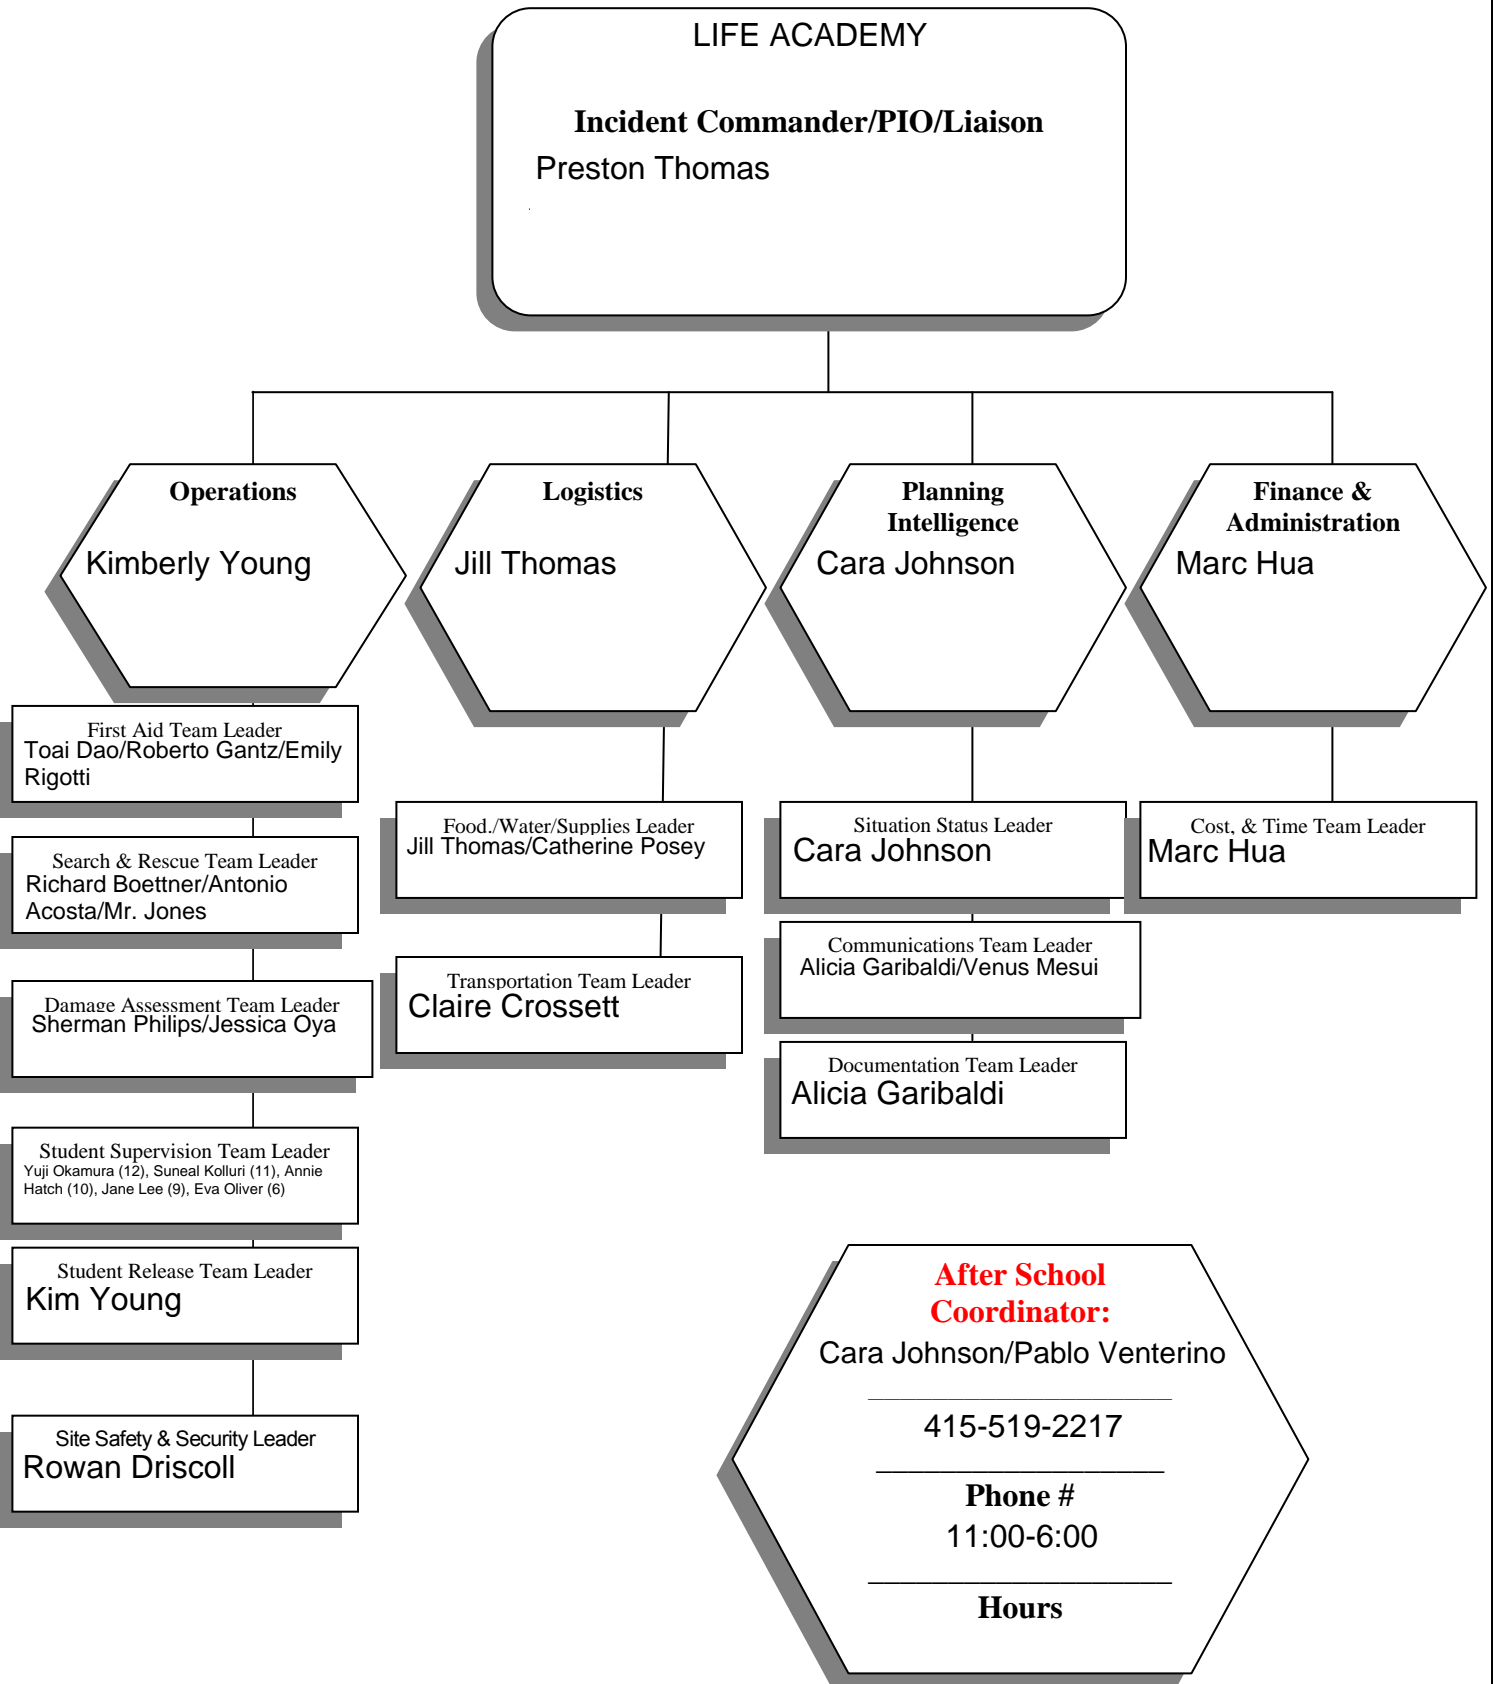 LIFE ACADEMY
Incident Commander/PIO/Liaison
Preston Thomas
Operations
Kimberly Young
Logistics
Jill Thomas
Planning
Intelligence
Cara Johnson
Finance &
Administration
Marc Hua
First Aid Team Leader
Toai Dao/Roberto Gantz/Emily
Rigotti
Search & Rescue Team Leader
Richard Boettner/Antonio
Acosta/Mr. Jones
Damage Assessment Team Leader
Sherman Philips/Jessica Oya
Student Supervision Team Leader
Yuji Okamura (12), Suneal Kolluri (11), Annie
Hatch (10), Jane Lee (9), Eva Oliver (6)
Student Release Team Leader
Kim Young
Site Safety & Security Leader
Rowan Driscoll
Food./Water/Supplies Leader
Jill Thomas/Catherine Posey
Transportation Team Leader
Claire Crossett
Situation Status Leader
Cara Johnson
Communications Team Leader
Alicia Garibaldi/Venus Mesui
Documentation Team Leader
Alicia Garibaldi
Cost, & Time Team Leader
Marc Hua
After School
Coordinator:
Cara Johnson/Pablo Venterino
415-519-2217
Phone #
11:00-6:00
Hours